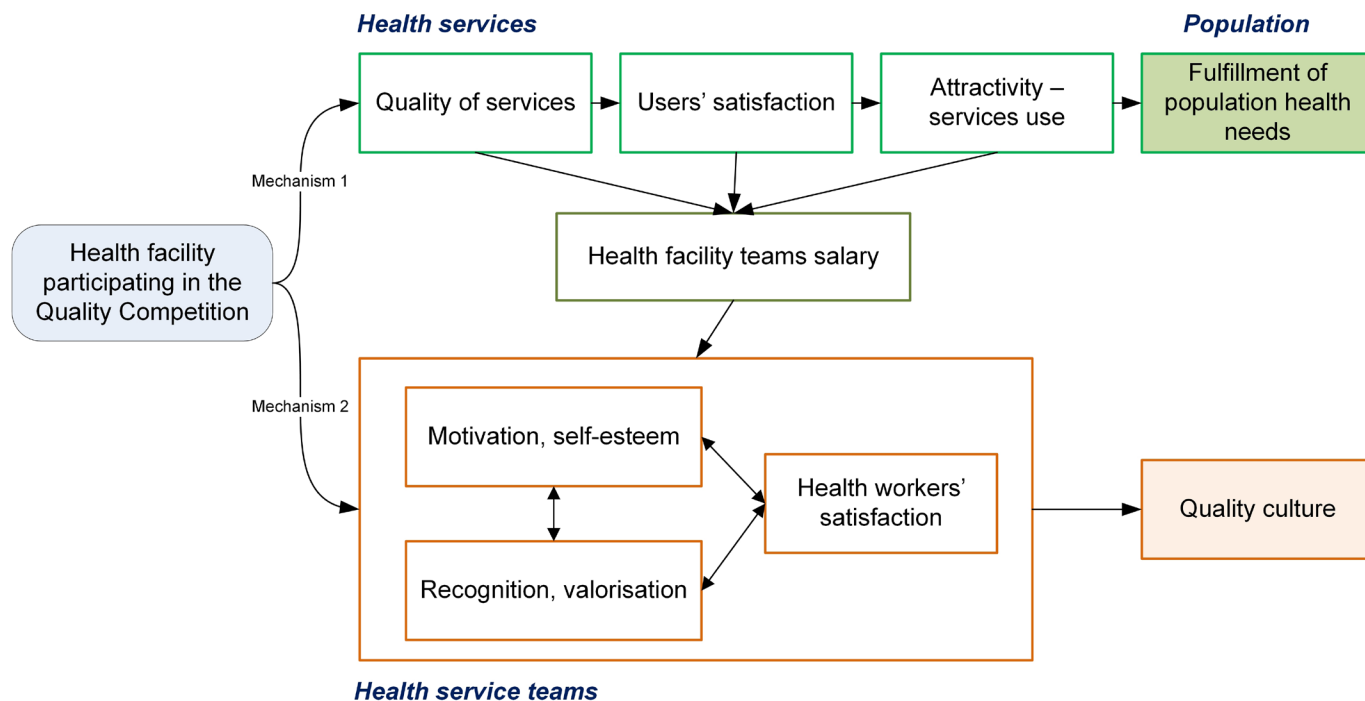 Health services
Population
Quality of services
Users’ satisfaction
Attractivity –
services use
Fulfillment of
population health
needs
Mechanism 1
Health facility teams salary
Health facility
participating in the
Quality Competition
Mechanism 2
Motivation, self-esteem
Health workers’
satisfaction
Recognition, valorisation
Quality culture
Health service teams